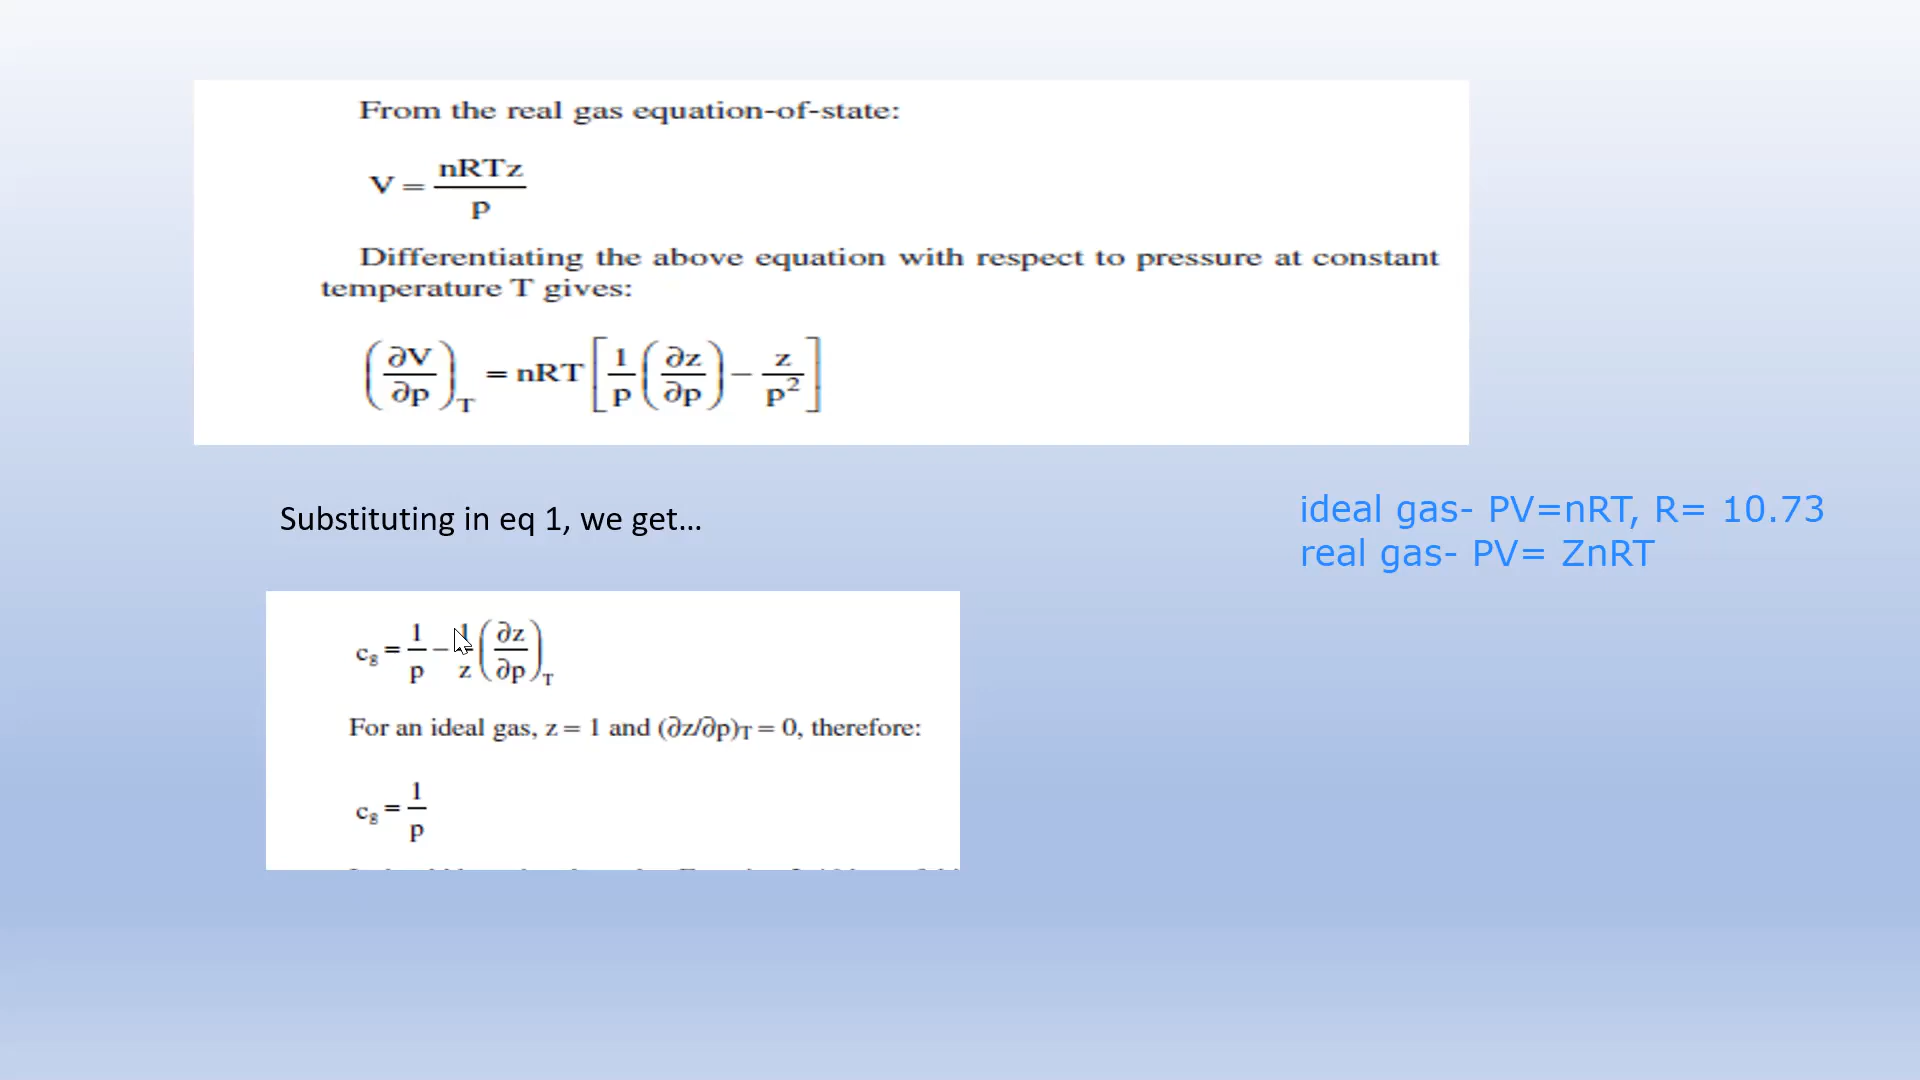 From the real gas equation-of-state:
V = nRTz / p
Differentiating the above equation with respect to pressure at constant
temperature T gives:
(∂V/∂p)T = nRT [1/p (∂z/∂p) − z/p²]
Substituting in eq 1, we get...
ideal gas- PV=nRT, R= 10.73
real gas- PV= ZnRT
cg = 1/p − 1/z (∂z/∂p)T
For an ideal gas, z = 1 and (∂z/∂p)T = 0, therefore:
cg = 1/p